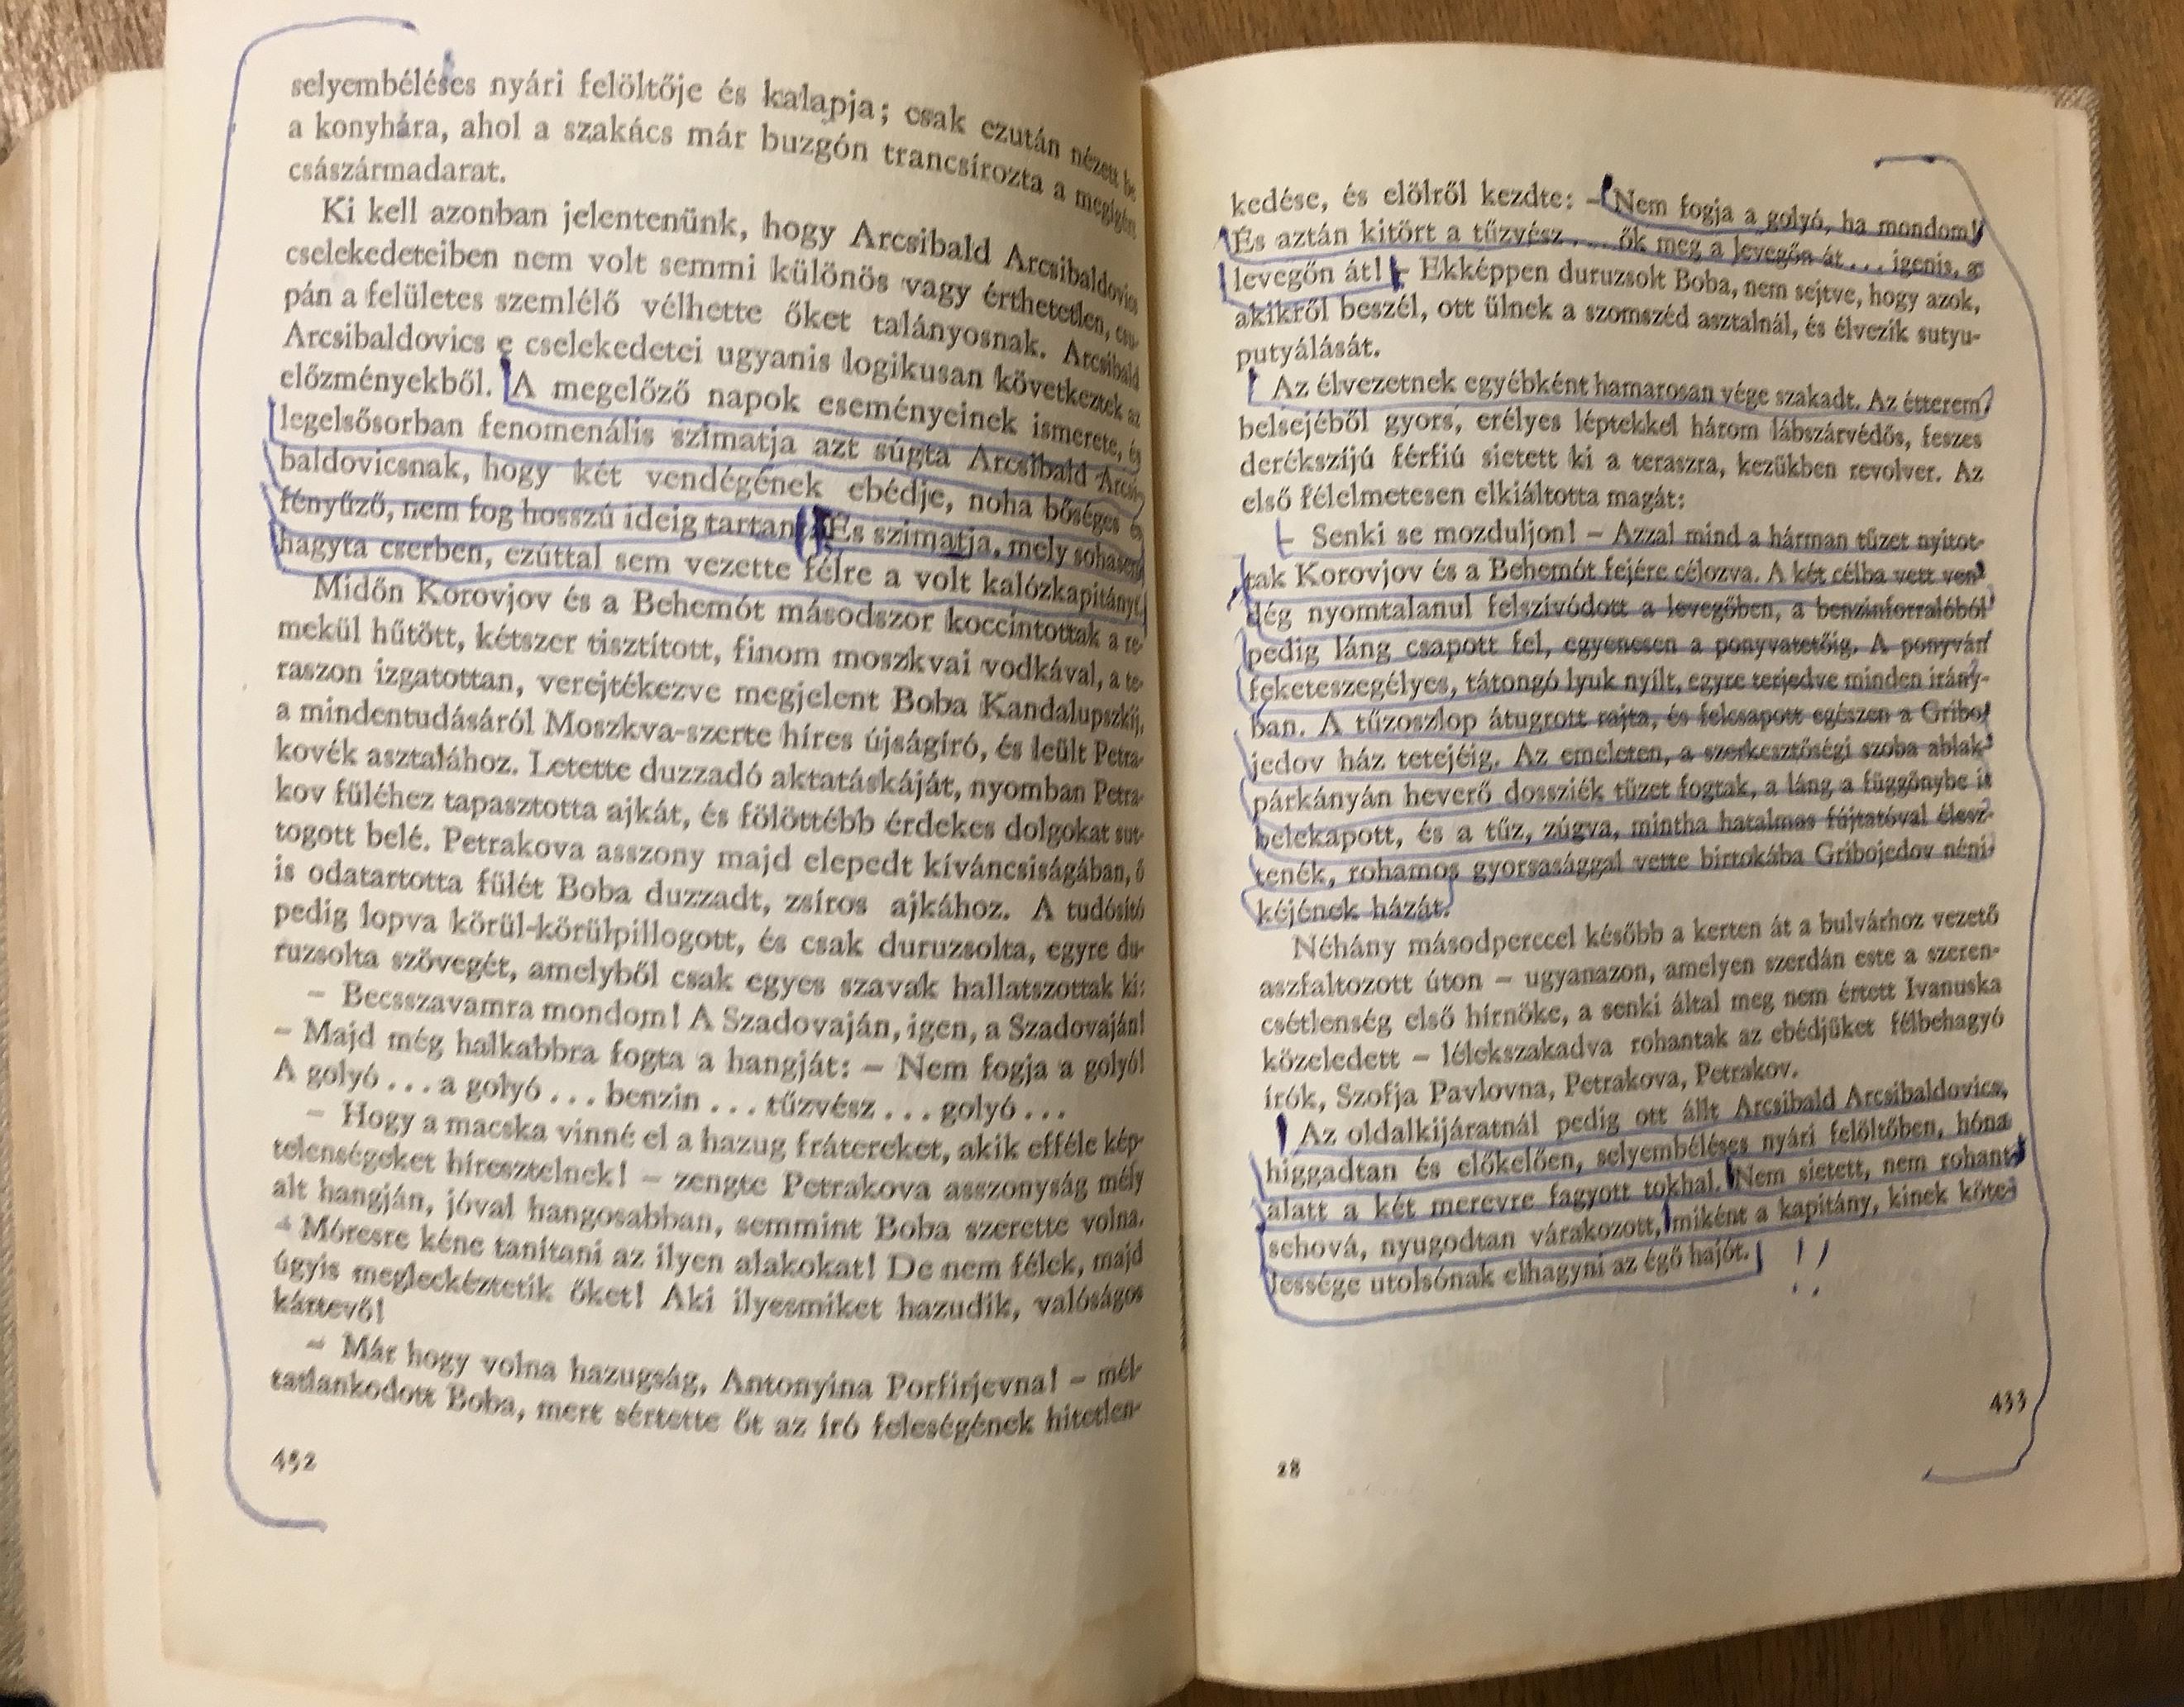 selyembéléses nyári felöltője és kalapja; csak ezután nézett be
a konyhára, ahol a szakács már buzgón trancsírozta a megígért
császármadarat.
Ki kell azonban jelentenünk, hogy Arcsibald Arcsibaldovics
cselekedeteiben nem volt semmi különös vagy érthetetlen, csu-
pán a felületes szemlélő vélhette őket talányosnak. Arcsibald
Arcsibaldovics e cselekedetei ugyanis logikusan következtek az
előzményekből. A megelőző napok eseményeinek ismerete, és
legelsősorban fenomenális szimatja azt súgta Arcsibald Arcsi-
baldovicsnak, hogy két vendégének ebédje, noha bőséges és
fényűző, nem fog hosszú ideig tartani. És szimatja, mely sohasem
hagyta cserben, ezúttal sem vezette félre a volt kalózkapitányt.
Midőn Korovjov és a Behemót másodszor koccintottak a re-
mekül hűtött, kétszer tisztított, finom moszkvai vodkával, a te-
raszon izgatottan, verejtékezve megjelent Boba Kandalupszkij,
a mindentudásáról Moszkva-szerte híres újságíró, és leült Petra-
kovék asztalához. Letette duzzadó aktatáskáját, nyomban Petra-
kov füléhez tapasztotta ajkát, és fölöttébb érdekes dolgokat sut-
togott belé. Petrakova asszony majd elepedt kíváncsiságában, ő
is odatartotta fülét Boba duzzadt, zsíros ajkához. A tudósító
pedig lopva körül-körülpillogott, és csak duruzsolta, egyre du-
ruzsolta szövegét, amelyből csak egyes szavak hallatszottak ki:
– Becsszavamra mondom! A Szadovaján, igen, a Szadovaján!
– Majd még halkabbra fogta a hangját: – Nem fogja a golyó!
A golyó . . . a golyó . . . benzin . . . tűzvész . . . golyó . . .
– Hogy a macska vinné el a hazug frátereket, akik efféle kép-
telenségeket híresztelnek! – zengte Petrakova asszonyság mély
alt hangján, jóval hangosabban, semmint Boba szerette volna.
– Móresre kéne tanítani az ilyen alakokat! De nem félek, majd
úgyis megleckéztetik őket! Aki ilyesmiket hazudik, valóságos
kártevő!
– Már hogy volna hazugság, Antonyina Porfirjevna! – mél-
tatlankodott Boba, mert sértette őt az író feleségének hitetlen-
432
kedése, és elölről kezdte: – Nem fogja a golyó, ha mondom!
És aztán kitört a tűzvész . . . ők meg a levegőn át . . . igenis, a
levegőn át! – Ekképpen duruzsolt Boba, nem sejtve, hogy azok,
akikről beszél, ott ülnek a szomszéd asztalnál, és élvezik sutyu-
putyálását.
Az élvezetnek egyébként hamarosan vége szakadt. Az étterem
belsejéből gyors, erélyes léptekkel három lábszárvédős, feszes
derékszíjú férfiú sietett ki a teraszra, kezükben revolver. Az
első félelmetesen elkiáltotta magát:
– Senki se mozduljon! – Azzal mind a hárman tüzet nyitot-
tak Korovjov és a Behemót fejére célozva. A két célba vett ven-
dég nyomtalanul felszívódott a levegőben, a benzinforralóból
pedig láng csapott fel, egyenesen a ponyvatetőig. A ponyván
feketeszegélyes, tátongó lyuk nyílt, egyre terjedve minden irány-
ban. A tűzoszlop átugrott rajta, és felcsapott egészen a Gribo-
jedov ház tetejéig. Az emeleten, a szerkesztőségi szoba ablak-
párkányán heverő dossziék tüzet fogtak, a láng a függönybe is
belekapott, és a tűz, zúgva, mintha hatalmas fújtatóval élesz-
tenék, rohamos gyorsasággal vette birtokába Gribojedov néni-
kéjének házát.
Néhány másodperccel később a kerten át a bulvárhoz vezető
aszfaltozott úton – ugyanazon, amelyen szerdán este a szeren-
csétlenség első hírnöke, a senki által meg nem értett Ivanuska
közeledett – lélekszakadva rohantak az ebédjüket félbehagyó
írók, Szofja Pavlovna, Petrakova, Petrakov.
Az oldalkijáratnál pedig ott állt Arcsibald Arcsibaldovics,
higgadtan és előkelően, selyembéléses nyári felöltőben, hóna
alatt a két merevre fagyott tokhal. Nem sietett, nem rohant
sehová, nyugodtan várakozott, miként a kapitány, kinek köte-
lessége utolsónak elhagyni az égő hajót. !!
433
28